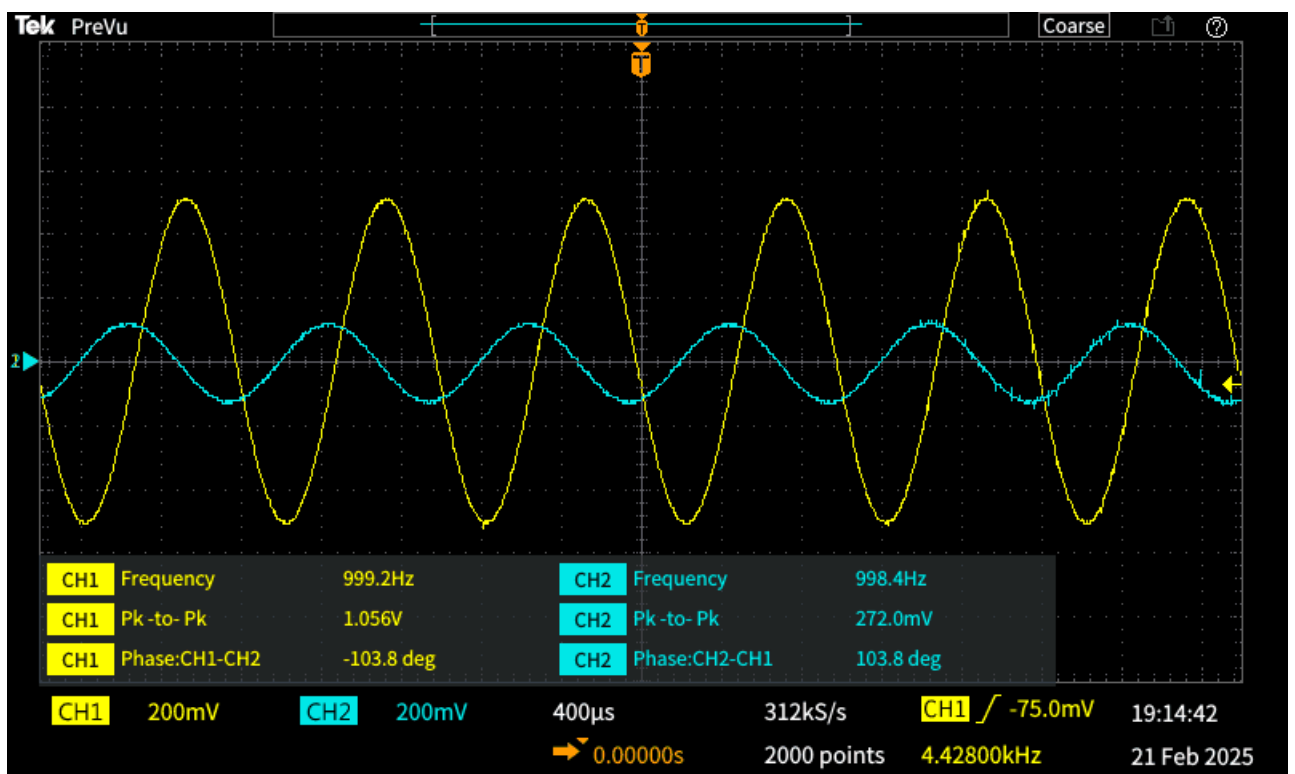 Tek PreVu Coarse
T
T
2
CH1 Frequency 999.2Hz CH2 Frequency 998.4Hz
CH1 Pk -to- Pk 1.056V CH2 Pk -to- Pk 272.0mV
CH1 Phase:CH1-CH2 -103.8 deg CH2 Phase:CH2-CH1 103.8 deg
CH1 200mV CH2 200mV 400µs 312kS/s CH1 -75.0mV 19:14:42
0.00000s 2000 points 4.42800kHz 21 Feb 2025